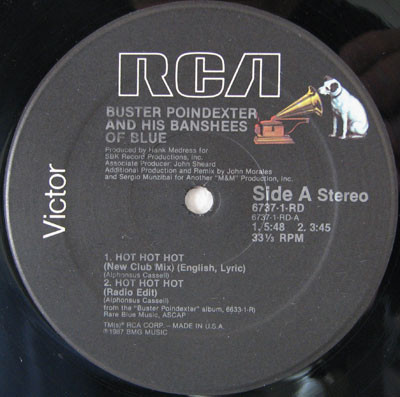 RCA
BUSTER POINDEXTER
AND HIS BANSHEES
OF BLUE
Produced by Hank Medress for
SBK Record Productions, Inc.
Associate Producer: John Sheard
Additional Production and Remix by John Morales
and Sergio Munzibai for Another "M&M" Production, Inc.
Victor
Side A Stereo
6737-1-RD
6737-1-RD-A
1. 5:48 2. 3:45
33⅓ RPM
1. HOT HOT HOT
(New Club Mix) (English, Lyric)
(Alphonsus Cassell)
2. HOT HOT HOT
(Radio Edit)
(Alphonsus Cassell)
from the "Buster Poindexter" album, 6633-1-R)
Rare Blue Music, ASCAP
TM(s) ® RCA CORP. - MADE IN U.S.A.
℗1987 BMG MUSIC